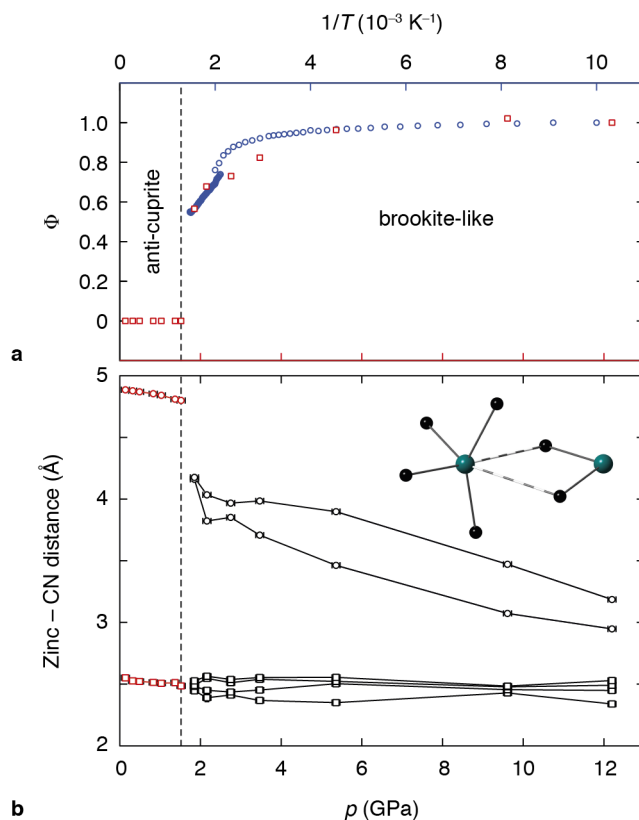 1/T (10⁻³ K⁻¹)
0 2 4 6 8 10
1.0
0.8
0.6
0.4
0.2
0
Φ
anti-cuprite
brookite-like
a
5
4
3
2
Zinc – CN distance (Å)
0 2 4 6 8 10 12
p (GPa)
b